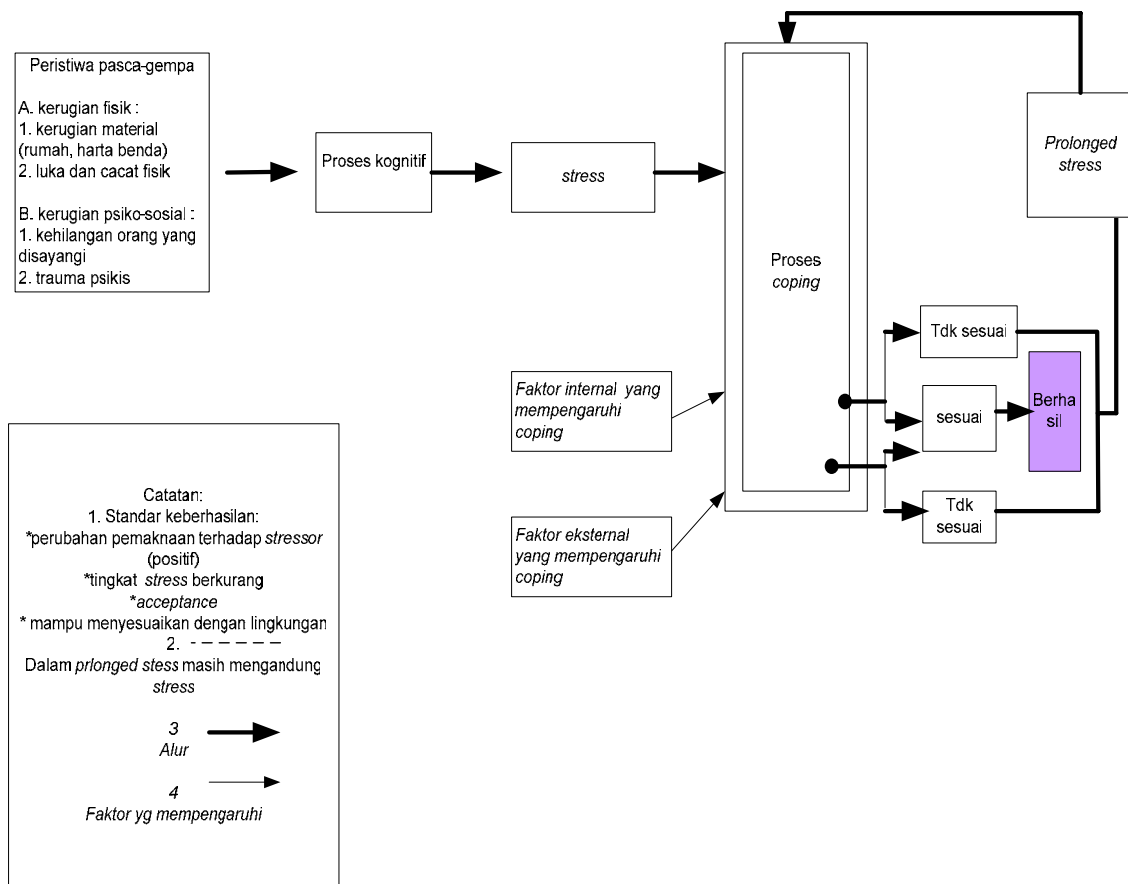 Peristiwa pasca-gempa
A. kerugian fisik :
1. kerugian material
(rumah, harta benda)
2. luka dan cacat fisik
B. kerugian psiko-sosial :
1. kehilangan orang yang
disayangi
2. trauma psikis
Proses kognitif
stress
Proses
coping
Prolonged
stress
Tdk sesuai
sesuai
Berha
sil
Tdk
sesuai
Faktor internal yang
mempengaruhi
coping
Faktor eksternal
yang mempengaruhi
coping
Catatan:
1. Standar keberhasilan:
*perubahan pemaknaan terhadap stressor
(positif)
*tingkat stress berkurang
*acceptance
* mampu menyesuaikan dengan lingkungan
2. - - - - - -
Dalam prlonged stess masih mengandung
stress
3
Alur
4
Faktor yg mempengaruhi